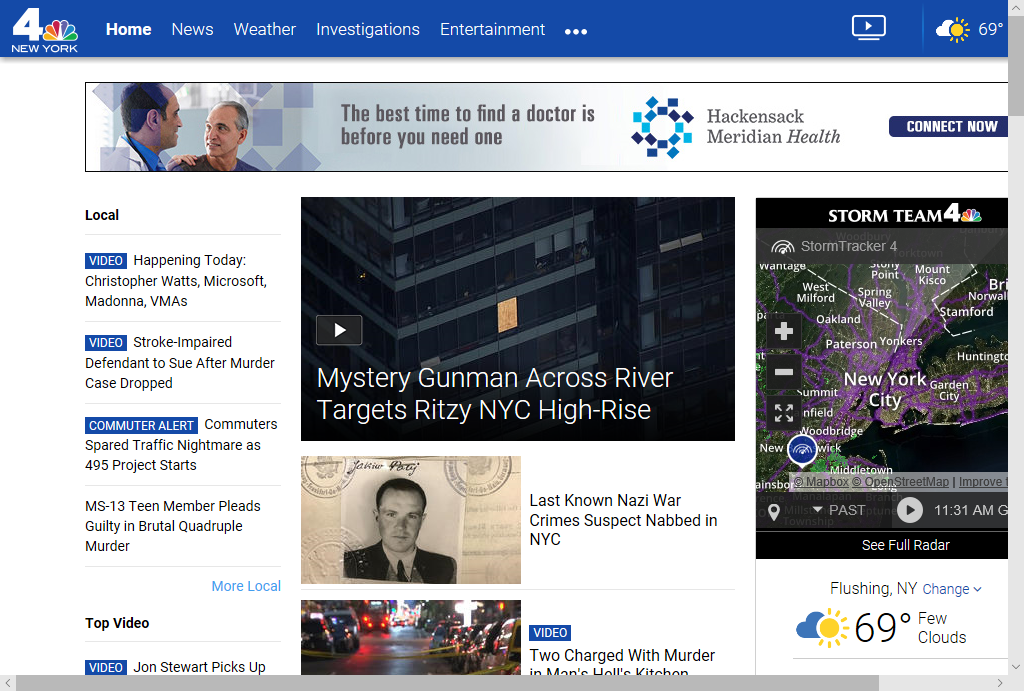 4
NEW YORK
Home
News
Weather
Investigations
Entertainment
69°
The best time to find a doctor is
before you need one
Hackensack
Meridian Health
CONNECT NOW
Local
VIDEO Happening Today:
Christopher Watts, Microsoft,
Madonna, VMAs
VIDEO Stroke-Impaired
Defendant to Sue After Murder
Case Dropped
COMMUTER ALERT Commuters
Spared Traffic Nightmare as
495 Project Starts
MS-13 Teen Member Pleads
Guilty in Brutal Quadruple
Murder
More Local
Top Video
VIDEO Jon Stewart Picks Up
Mystery Gunman Across River
Targets Ritzy NYC High-Rise
Last Known Nazi War
Crimes Suspect Nabbed in
NYC
VIDEO
Two Charged With Murder
in Man's Hell's Kitchen
STORM TEAM 4
StormTracker 4
Wantage
Stony
Point
Mount
Kisco
West
Milford
Spring
Valley
Norwal
Stamford
Oakland
Paterson
Yonkers
Huntingto
New York
City
Garden
City
Summit
nfield
Woodbridge
New
wick
Middletown
© Mapbox © OpenStreetMap | Improve t
PAST
11:31 AM G
See Full Radar
Flushing, NY Change
69°
Few
Clouds